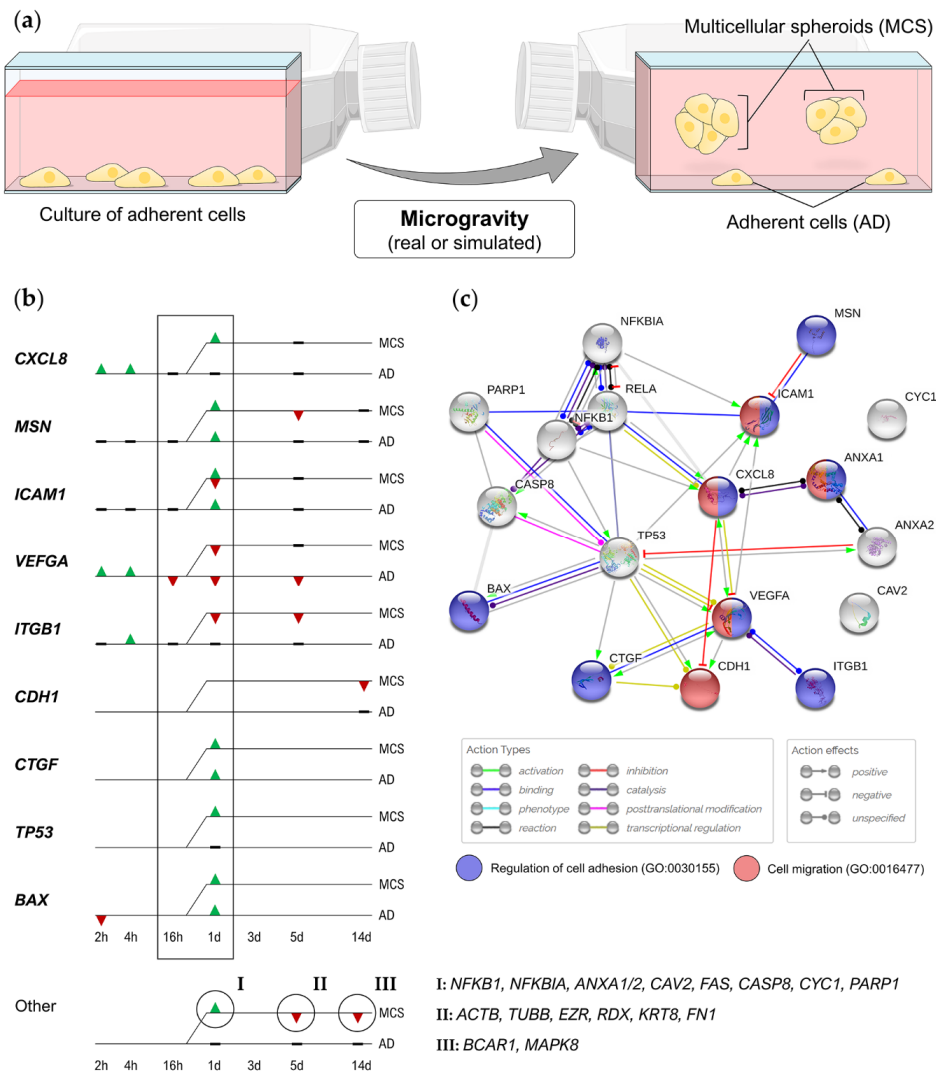 (a)
Multicellular spheroids (MCS)
Culture of adherent cells
Microgravity
(real or simulated)
Adherent cells (AD)
(b)
CXCL8
MCS
AD
MSN
MCS
AD
ICAM1
MCS
AD
VEFGA
MCS
AD
ITGB1
MCS
AD
CDH1
MCS
AD
CTGF
MCS
AD
TP53
MCS
AD
BAX
MCS
AD
2h 4h 16h 1d 3d 5d 14d
Other
I II III
MCS
AD
2h 4h 16h 1d 3d 5d 14d
(c)
NFKBIA
MSN
PARP1
RELA
ICAM1
CYC1
NFKB1
CASP8
CXCL8
ANXA1
TP53
ANXA2
BAX
VEGFA
CAV2
CTGF
CDH1
ITGB1
Action Types
activation
inhibition
binding
catalysis
phenotype
posttranslational modification
reaction
transcriptional regulation
Action effects
positive
negative
unspecified
Regulation of cell adhesion (GO:0030155)
Cell migration (GO:0016477)
I: NFKB1, NFKBIA, ANXA1/2, CAV2, FAS, CASP8, CYC1, PARP1
II: ACTB, TUBB, EZR, RDX, KRT8, FN1
III: BCAR1, MAPK8